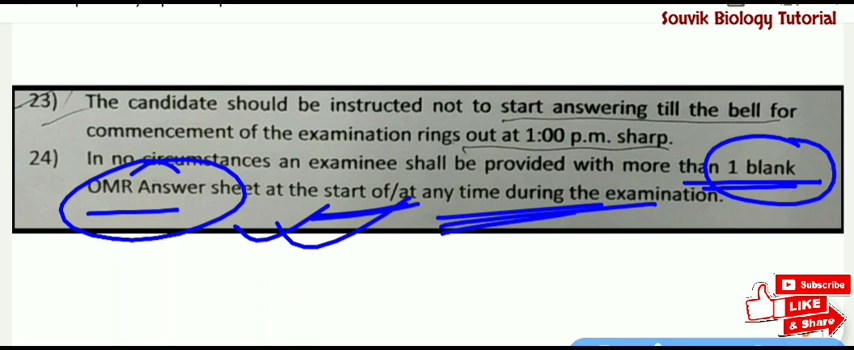 Souvik Biology Tutorial
23) The candidate should be instructed not to start answering till the bell for
commencement of the examination rings out at 1:00 p.m. sharp.
24) In no circumstances an examinee shall be provided with more than 1 blank
OMR Answer sheet at the start of/at any time during the examination.
Subscribe
LIKE
& Share